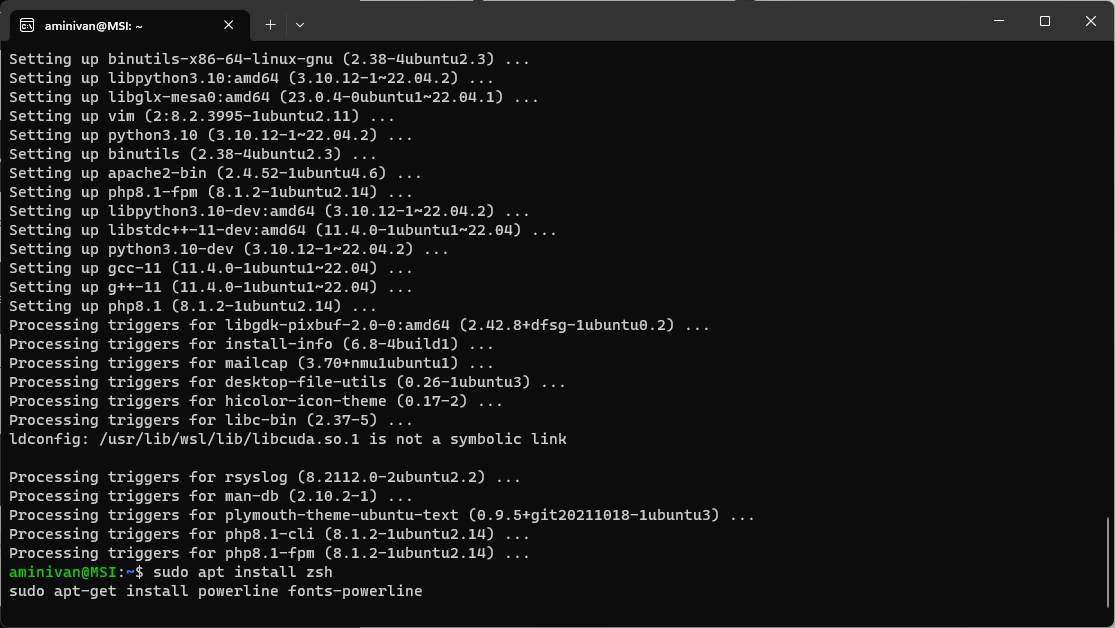 aminivan@MSI: ~
Setting up binutils-x86-64-linux-gnu (2.38-4ubuntu2.3) ...
Setting up libpython3.10:amd64 (3.10.12-1~22.04.2) ...
Setting up libglx-mesa0:amd64 (23.0.4-0ubuntu1~22.04.1) ...
Setting up vim (2:8.2.3995-1ubuntu2.11) ...
Setting up python3.10 (3.10.12-1~22.04.2) ...
Setting up binutils (2.38-4ubuntu2.3) ...
Setting up apache2-bin (2.4.52-1ubuntu4.6) ...
Setting up php8.1-fpm (8.1.2-1ubuntu2.14) ...
Setting up libpython3.10-dev:amd64 (3.10.12-1~22.04.2) ...
Setting up libstdc++-11-dev:amd64 (11.4.0-1ubuntu1~22.04) ...
Setting up python3.10-dev (3.10.12-1~22.04.2) ...
Setting up gcc-11 (11.4.0-1ubuntu1~22.04) ...
Setting up g++-11 (11.4.0-1ubuntu1~22.04) ...
Setting up php8.1 (8.1.2-1ubuntu2.14) ...
Processing triggers for libgdk-pixbuf-2.0-0:amd64 (2.42.8+dfsg-1ubuntu0.2) ...
Processing triggers for install-info (6.8-4build1) ...
Processing triggers for mailcap (3.70+nmu1ubuntu1) ...
Processing triggers for desktop-file-utils (0.26-1ubuntu3) ...
Processing triggers for hicolor-icon-theme (0.17-2) ...
Processing triggers for libc-bin (2.37-5) ...
ldconfig: /usr/lib/wsl/lib/libcuda.so.1 is not a symbolic link
Processing triggers for rsyslog (8.2112.0-2ubuntu2.2) ...
Processing triggers for man-db (2.10.2-1) ...
Processing triggers for plymouth-theme-ubuntu-text (0.9.5+git20211018-1ubuntu3) ...
Processing triggers for php8.1-cli (8.1.2-1ubuntu2.14) ...
Processing triggers for php8.1-fpm (8.1.2-1ubuntu2.14) ...
aminivan@MSI:~$ sudo apt install zsh
sudo apt-get install powerline fonts-powerline